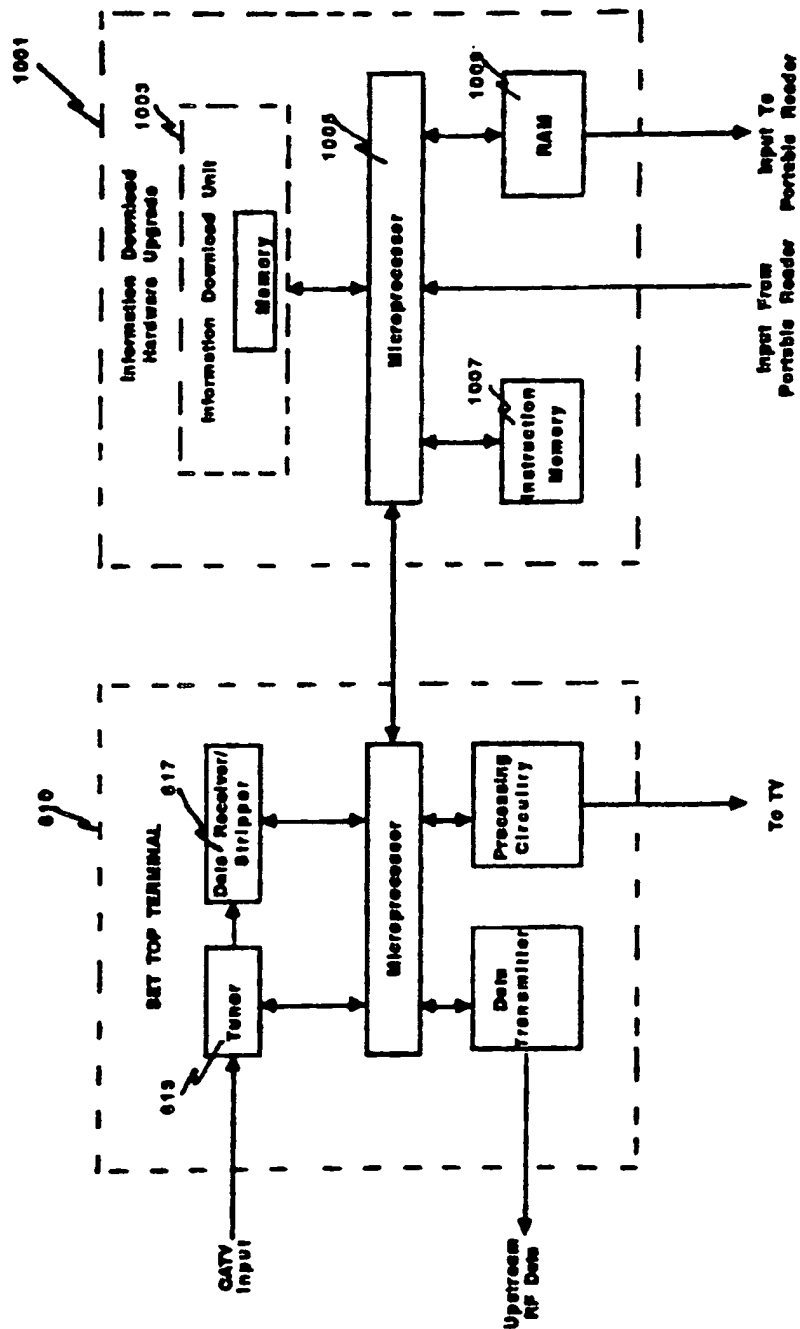 610
SET TOP TERMINAL
617
Data Receiver/
Stripper
Tuner
613
CATV
Input
Microprocessor
Data
Transmitter
Processing
Circuitry
Upstream
RF Data
To TV
1001
Information Download
Hardware Upgrade
1003
Information Download Unit
Memory
1005
Microprocessor
1007
Instruction
Memory
1009
RAM
Input From
Portable Reader
Input To
Portable Reader